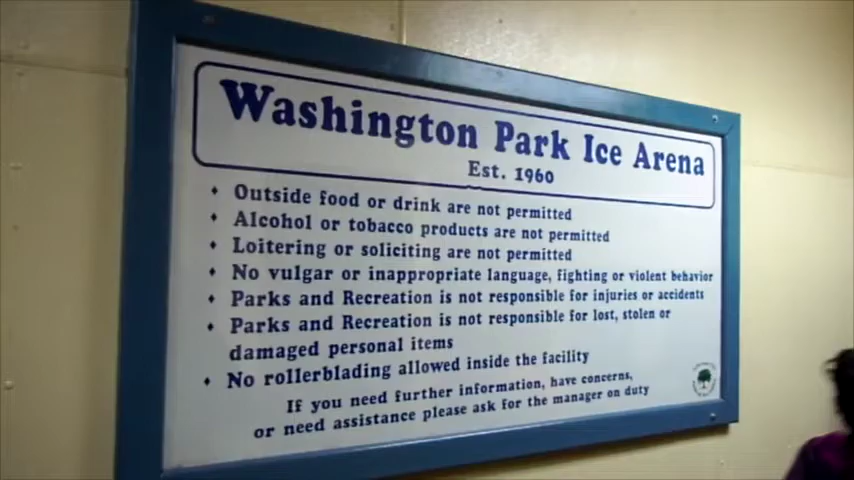 Washington Park Ice Arena
Est. 1960
♦ Outside food or drink are not permitted
♦ Alcohol or tobacco products are not permitted
♦ Loitering or soliciting are not permitted
♦ No vulgar or inappropriate language, fighting or violent behavior
♦ Parks and Recreation is not responsible for injuries or accidents
♦ Parks and Recreation is not responsible for lost, stolen or
damaged personal items
♦ No rollerblading allowed inside the facility
If you need further information, have concerns,
or need assistance please ask for the manager on duty